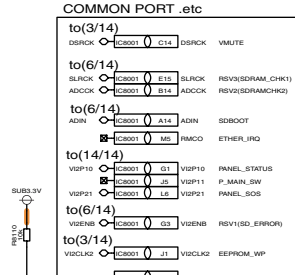 COMMON PORT .etc
to(3/14)
DSRCK IC8001 C14 DSRCK VMUTE
to(6/14)
SLRCK IC8001 E15 SLRCK RSV3(SDRAM_CHK1)
ADCCK IC8001 B14 ADCCK RSV2(SDRAMCHK2)
to(6/14)
ADIN IC8001 A14 ADIN SDBOOT
IC8001 M5 RMCO ETHER_IRQ
to(14/14)
VI2P10 IC8001 G1 VI2P10 PANEL_STATUS
IC8001 J5 VI2P11 P_MAIN_SW
VI2P21 IC8001 L6 VI2P21 PANEL_SOS
SUB3.3V
to(6/14)
VI2ENB IC8001 G3 VI2ENB RSV1(SD_ERROR)
R8110
10k
to(3/14)
VI2CLK2 IC8001 J1 VI2CLK2 EEPROM_WP